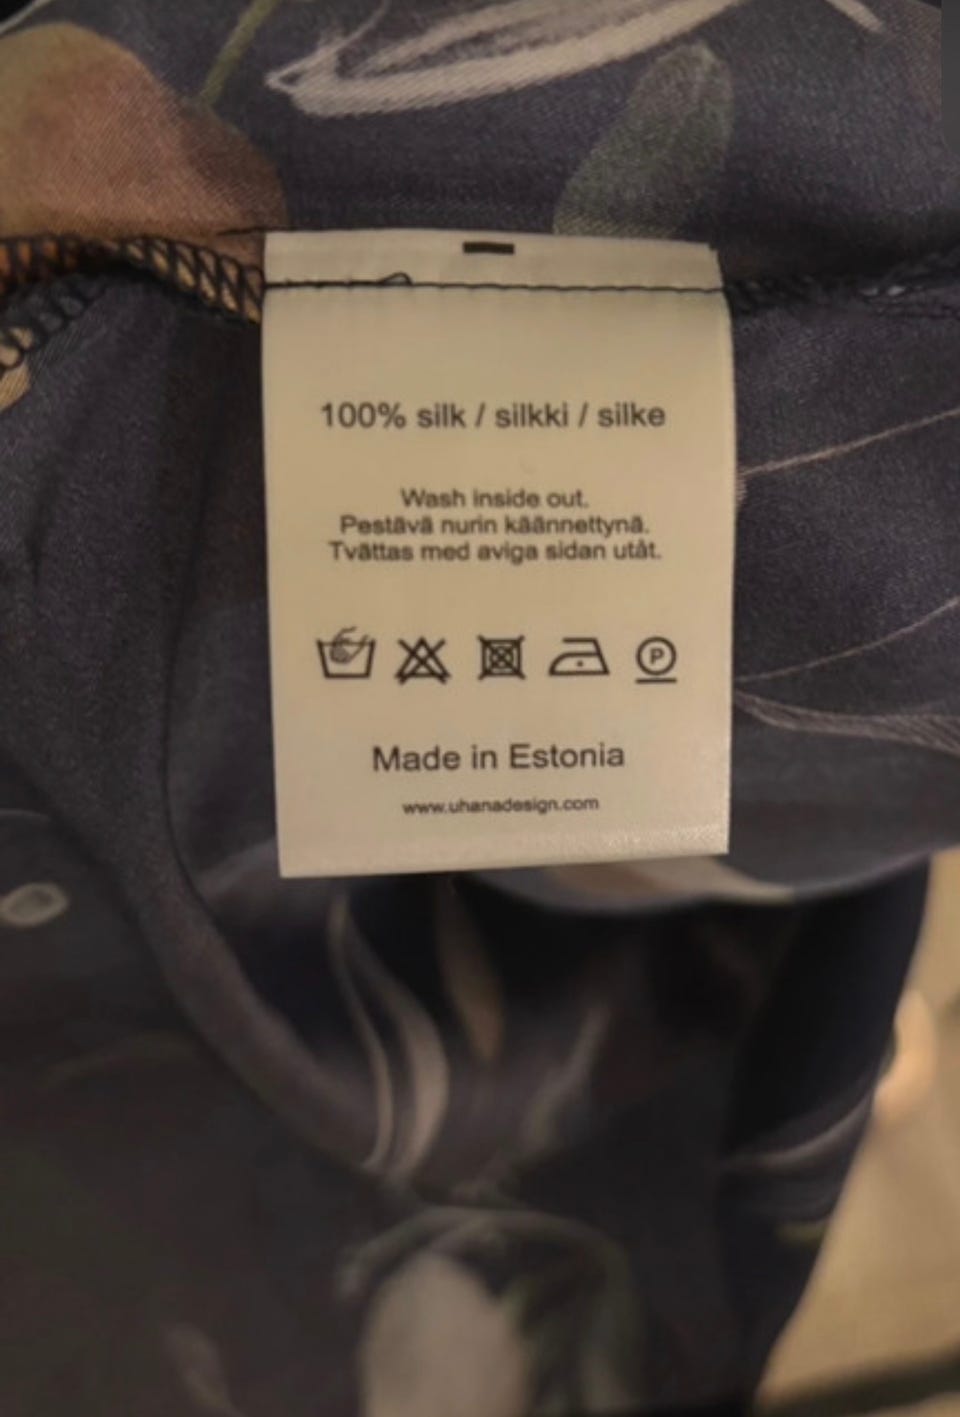 100% silk / silkki / silke
Wash inside out.
Pestävä nurin käännettynä.
Tvättas med aviga sidan utåt.
P
Made in Estonia
www.uhanadesign.com